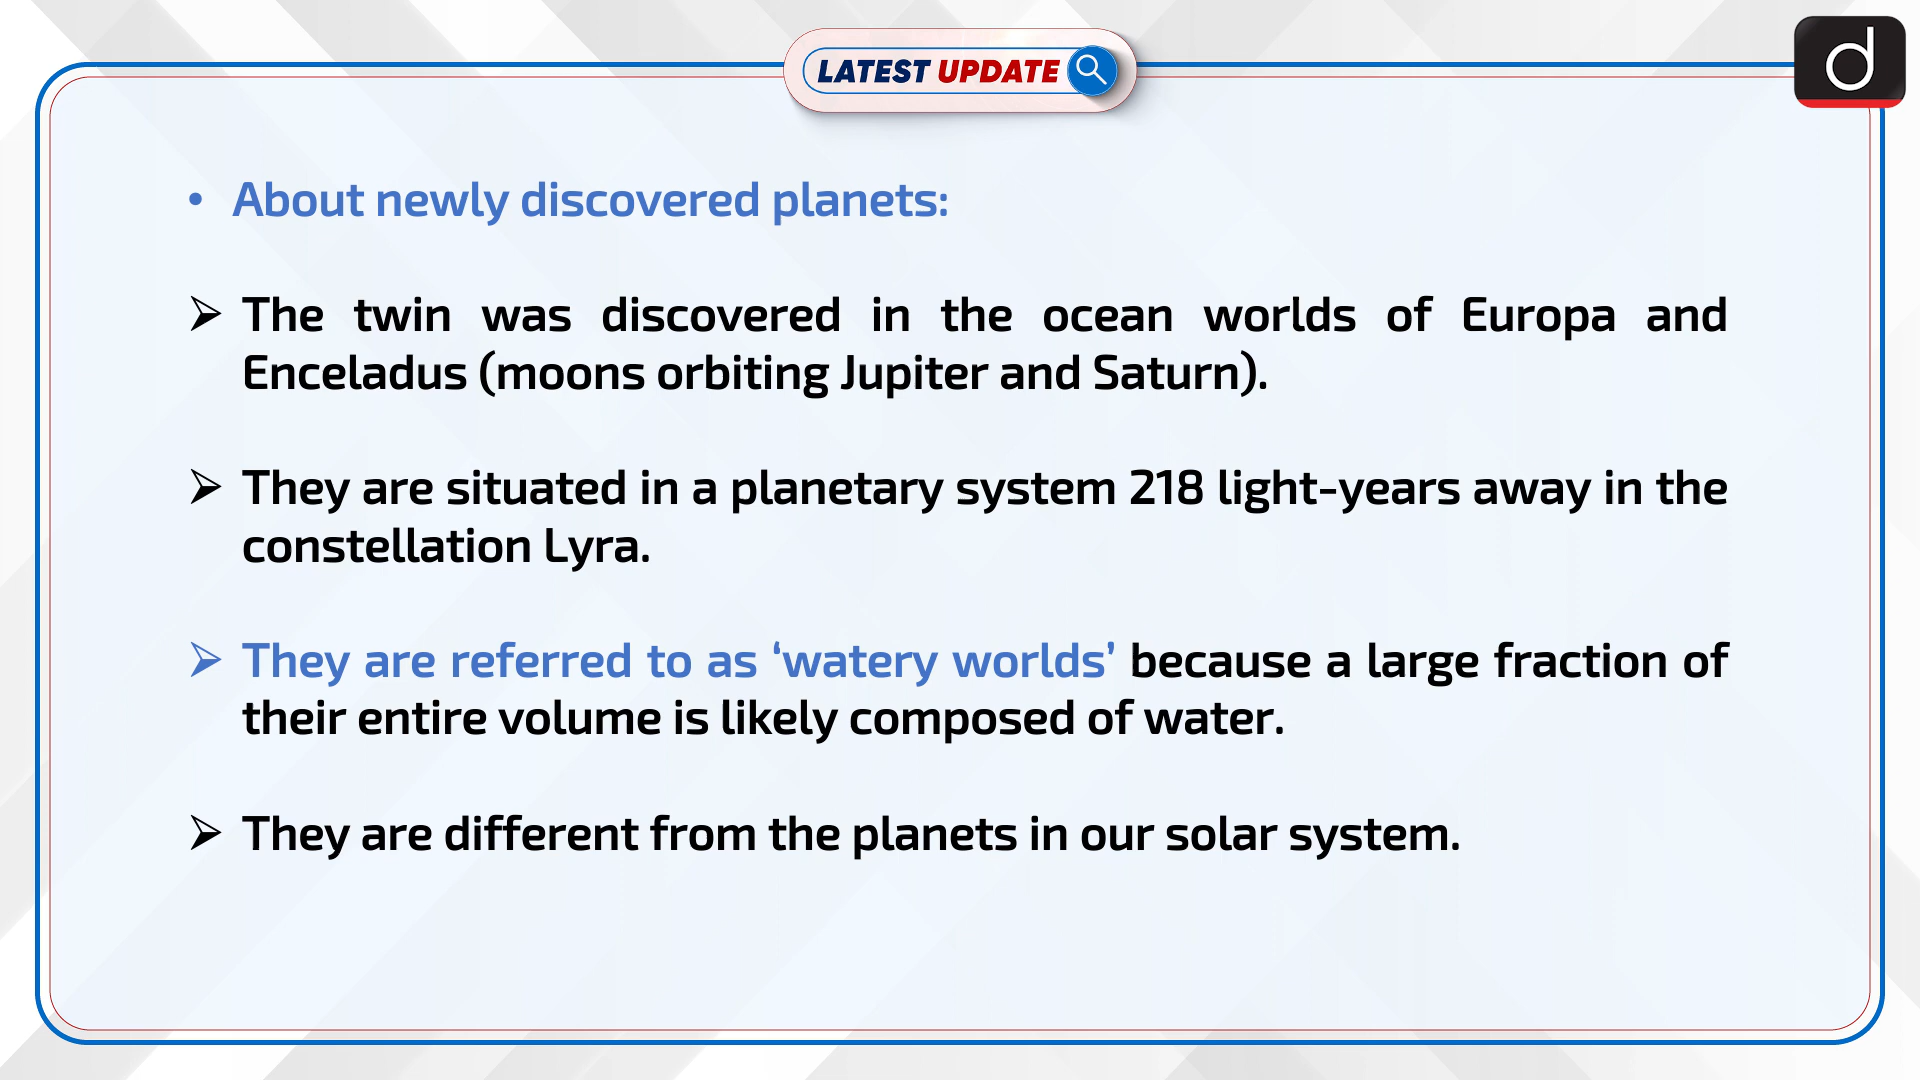 LATEST UPDATE
d
• About newly discovered planets:
➢ The twin was discovered in the ocean worlds of Europa and
Enceladus (moons orbiting Jupiter and Saturn).
➢ They are situated in a planetary system 218 light-years away in the
constellation Lyra.
➢ They are referred to as ‘watery worlds’ because a large fraction of
their entire volume is likely composed of water.
➢ They are different from the planets in our solar system.